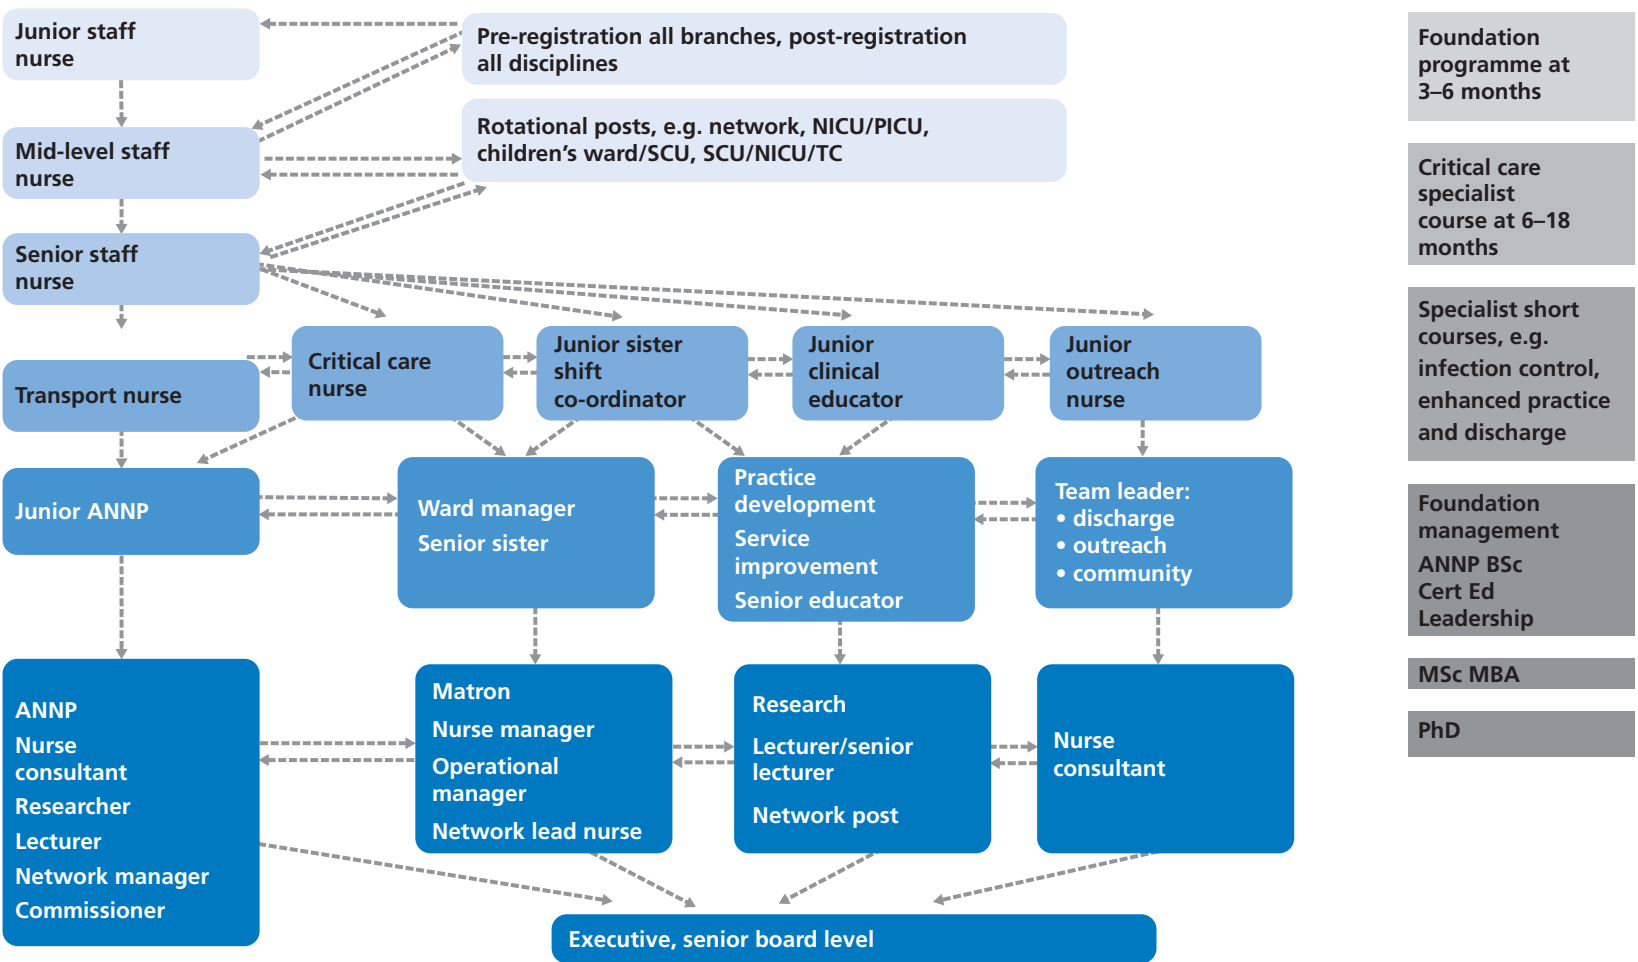 Junior staff
nurse
Pre-registration all branches, post-registration
all disciplines
Foundation
programme at
3–6 months
Mid-level staff
nurse
Rotational posts, e.g. network, NICU/PICU,
children's ward/SCU, SCU/NICU/TC
Critical care
specialist
course at 6–18
months
Senior staff
nurse
Transport nurse
Critical care
nurse
Junior sister
shift
co-ordinator
Junior
clinical
educator
Junior
outreach
nurse
Specialist short
courses, e.g.
infection control,
enhanced practice
and discharge
Junior ANNP
Ward manager
Senior sister
Practice
development
Service
improvement
Senior educator
Team leader:
• discharge
• outreach
• community
Foundation
management
ANNP BSc
Cert Ed
Leadership
ANNP
Nurse
consultant
Researcher
Lecturer
Network manager
Commissioner
Matron
Nurse manager
Operational
manager
Network lead nurse
Research
Lecturer/senior
lecturer
Network post
Nurse
consultant
MSc MBA
PhD
Executive, senior board level